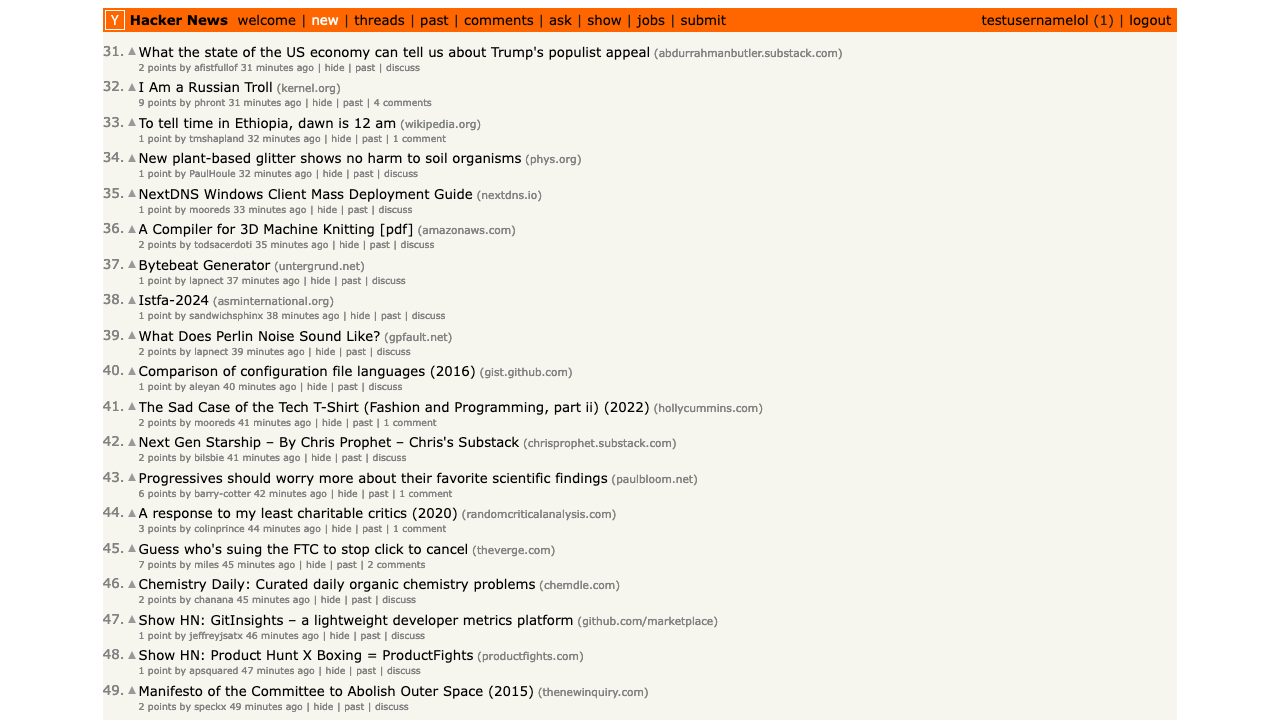 Y Hacker News welcome | new | threads | past | comments | ask | show | jobs | submit testusernamelol (1) | logout
31. What the state of the US economy can tell us about Trump's populist appeal (abdurrahmanbutler.substack.com)
2 points by afistfullof 31 minutes ago | hide | past | discuss
32. I Am a Russian Troll (kernel.org)
9 points by phront 31 minutes ago | hide | past | 4 comments
33. To tell time in Ethiopia, dawn is 12 am (wikipedia.org)
1 point by tmshapland 32 minutes ago | hide | past | 1 comment
34. New plant-based glitter shows no harm to soil organisms (phys.org)
1 point by PaulHoule 32 minutes ago | hide | past | discuss
35. NextDNS Windows Client Mass Deployment Guide (nextdns.io)
1 point by mooreds 33 minutes ago | hide | past | discuss
36. A Compiler for 3D Machine Knitting [pdf] (amazonaws.com)
2 points by todsacerdoti 35 minutes ago | hide | past | discuss
37. Bytebeat Generator (untergrund.net)
1 point by lapnect 37 minutes ago | hide | past | discuss
38. Istfa-2024 (asminternational.org)
1 point by sandwichsphinx 38 minutes ago | hide | past | discuss
39. What Does Perlin Noise Sound Like? (gpfault.net)
2 points by lapnect 39 minutes ago | hide | past | discuss
40. Comparison of configuration file languages (2016) (gist.github.com)
1 point by aleyan 40 minutes ago | hide | past | discuss
41. The Sad Case of the Tech T-Shirt (Fashion and Programming, part ii) (2022) (hollycummins.com)
2 points by mooreds 41 minutes ago | hide | past | 1 comment
42. Next Gen Starship – By Chris Prophet – Chris's Substack (chrisprophet.substack.com)
2 points by bilsbie 41 minutes ago | hide | past | discuss
43. Progressives should worry more about their favorite scientific findings (paulbloom.net)
6 points by barry-cotter 42 minutes ago | hide | past | 1 comment
44. A response to my least charitable critics (2020) (randomcriticalanalysis.com)
3 points by colinprince 44 minutes ago | hide | past | 1 comment
45. Guess who's suing the FTC to stop click to cancel (theverge.com)
7 points by miles 45 minutes ago | hide | past | 2 comments
46. Chemistry Daily: Curated daily organic chemistry problems (chemdle.com)
2 points by chanana 45 minutes ago | hide | past | discuss
47. Show HN: GitInsights – a lightweight developer metrics platform (github.com/marketplace)
1 point by jeffreyjsatx 46 minutes ago | hide | past | discuss
48. Show HN: Product Hunt X Boxing = ProductFights (productfights.com)
1 point by apsquared 47 minutes ago | hide | past | discuss
49. Manifesto of the Committee to Abolish Outer Space (2015) (thenewinquiry.com)
2 points by speckx 49 minutes ago | hide | past | discuss